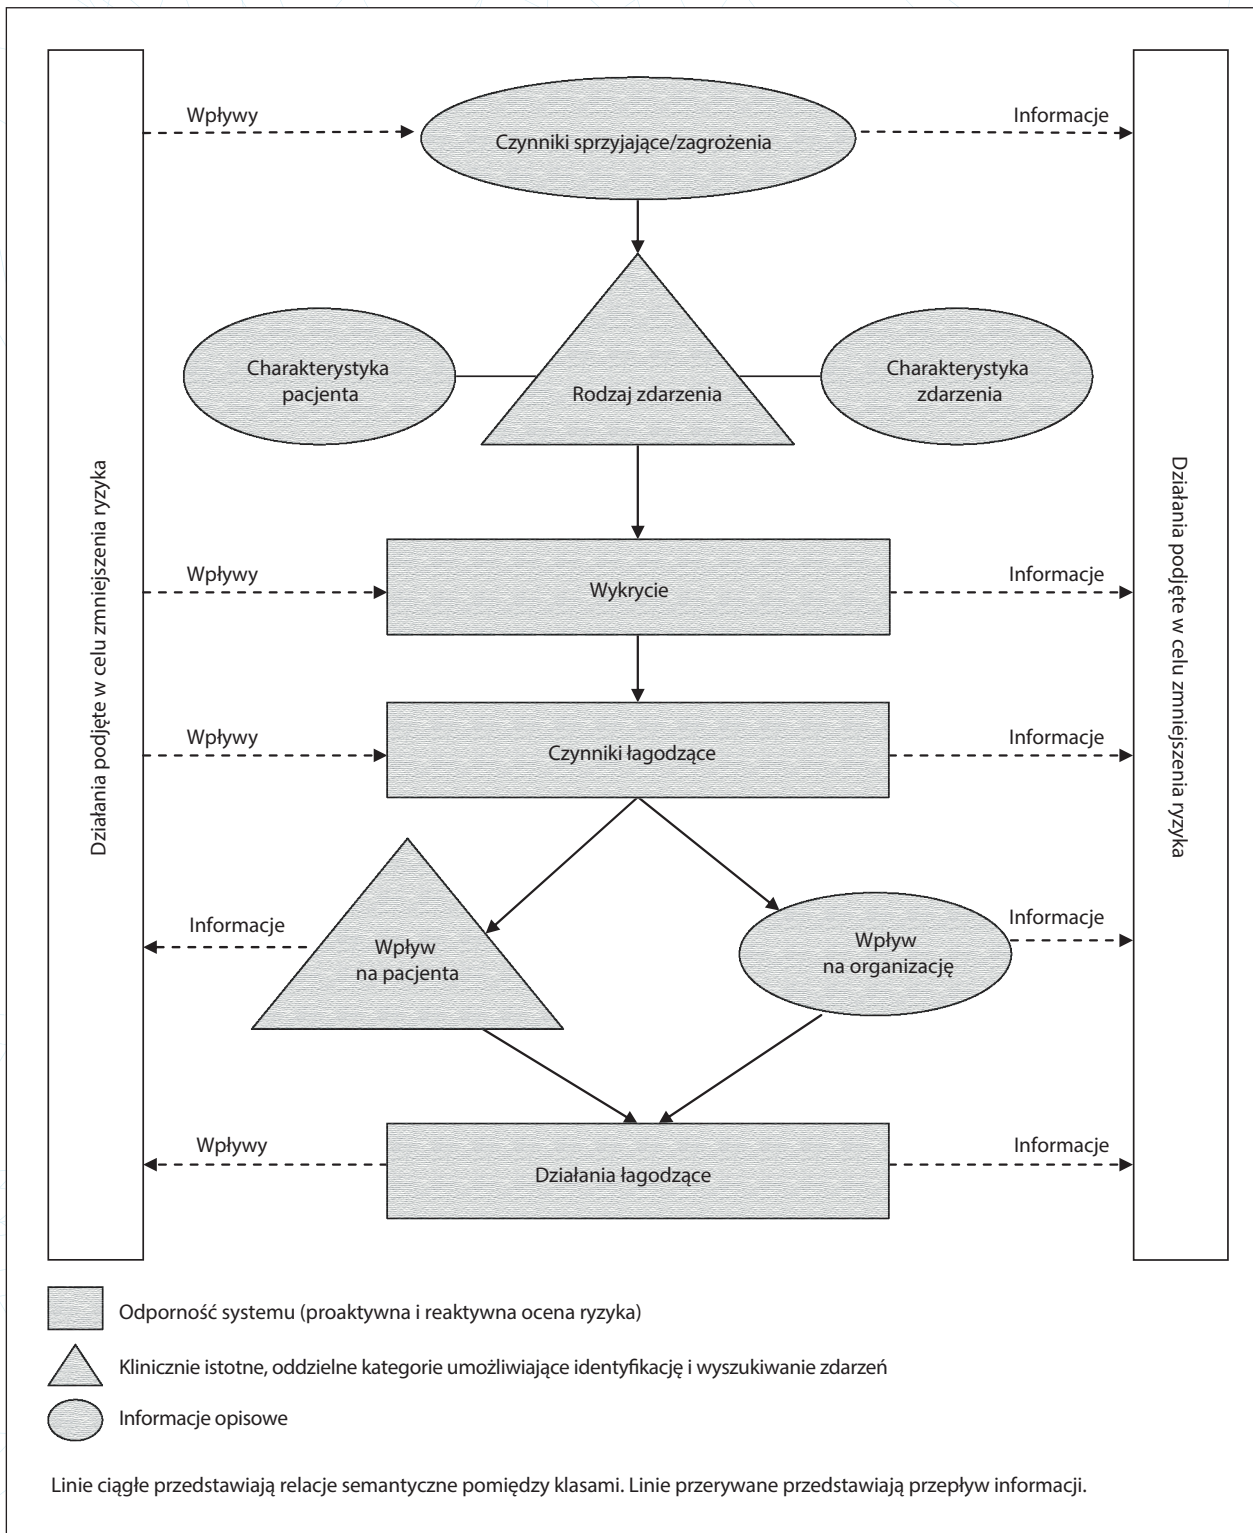 Wpływy
Informacje
Czynniki sprzyjające/zagrożenia
Charakterystyka
pacjenta
Rodzaj zdarzenia
Charakterystyka
zdarzenia
Działania podjęte w celu zmniejszenia ryzyka
Działania podjęte w celu zmniejszenia ryzyka
Wpływy
Informacje
Wykrycie
Wpływy
Informacje
Czynniki łagodzące
Informacje
Wpływ
na pacjenta
Wpływ
na organizację
Informacje
Wpływy
Informacje
Działania łagodzące
Odporność systemu (proaktywna i reaktywna ocena ryzyka)
Klinicznie istotne, oddzielne kategorie umożliwiające identyfikację i wyszukiwanie zdarzeń
Informacje opisowe
Linie ciągłe przedstawiają relacje semantyczne pomiędzy klasami. Linie przerywane przedstawiają przepływ informacji.